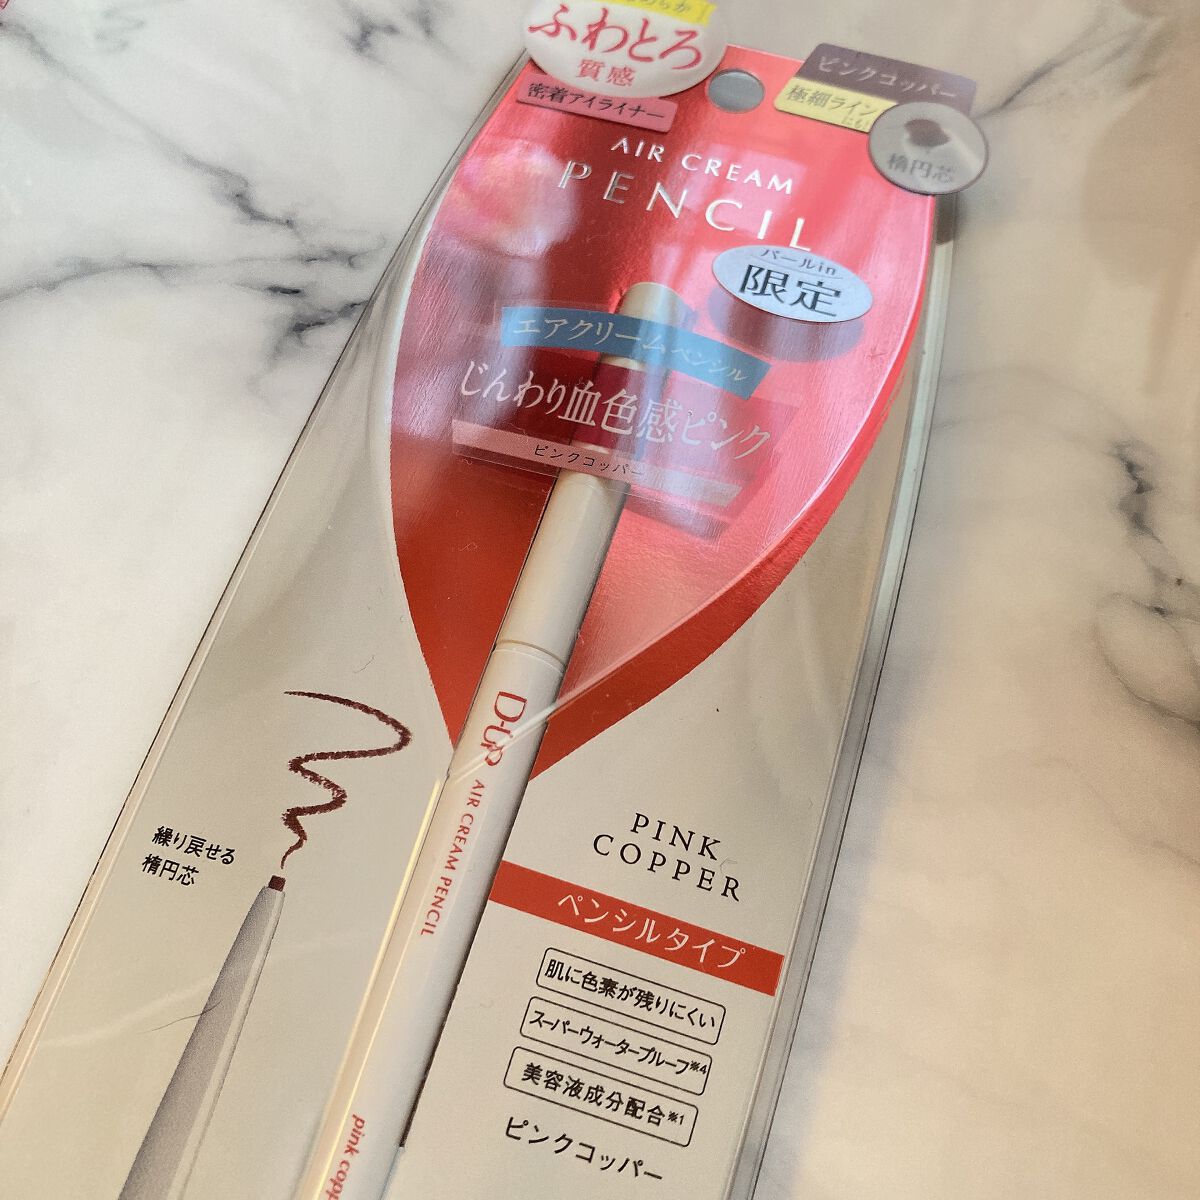 ふわとろ
質感
密着アイライナー
ピンクコッパー
極細ライン
にも!
楕円芯
AIR CREAM
PENCIL
パールin
限定
エアクリームペンシル
じんわり血色感ピンク
ピンクコッパー
D-UP
AIR CREAM PENCIL
繰り戻せる
楕円芯
PINK
COPPER
ペンシルタイプ
肌に色素が残りにくい
スーパーウォータープルーフ※4
美容液成分配合※1
ピンクコッパー
pink copp